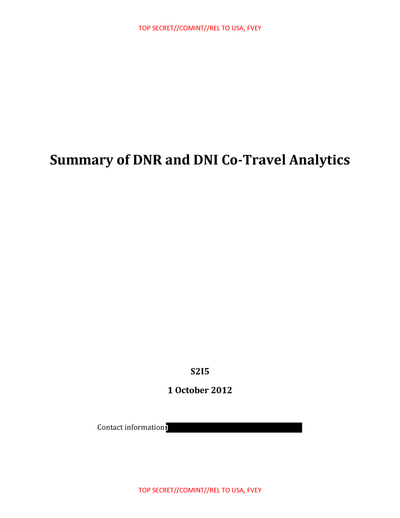 TOP SECRET//COMINT//REL TO USA, FVEY
Summary of DNR and DNI Co-Travel Analytics
S2I5
1 October 2012
Contact information:
TOP SECRET//COMINT//REL TO USA, FVEY